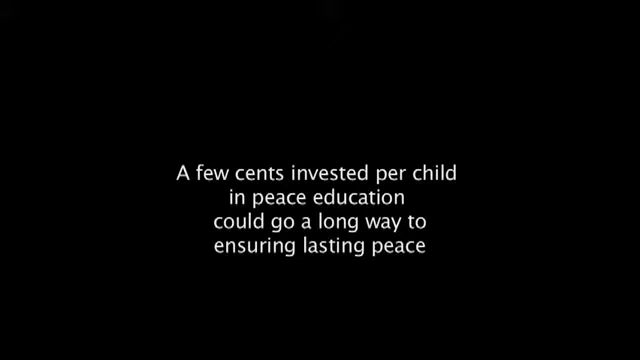 A few cents invested per child
in peace education
could go a long way to
ensuring lasting peace